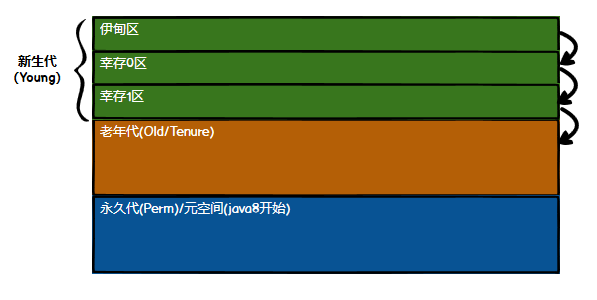 新生代
(Young)
伊甸区
幸存0区
幸存1区
老年代(Old/Tenure)
永久代(Perm)/元空间(java8开始)